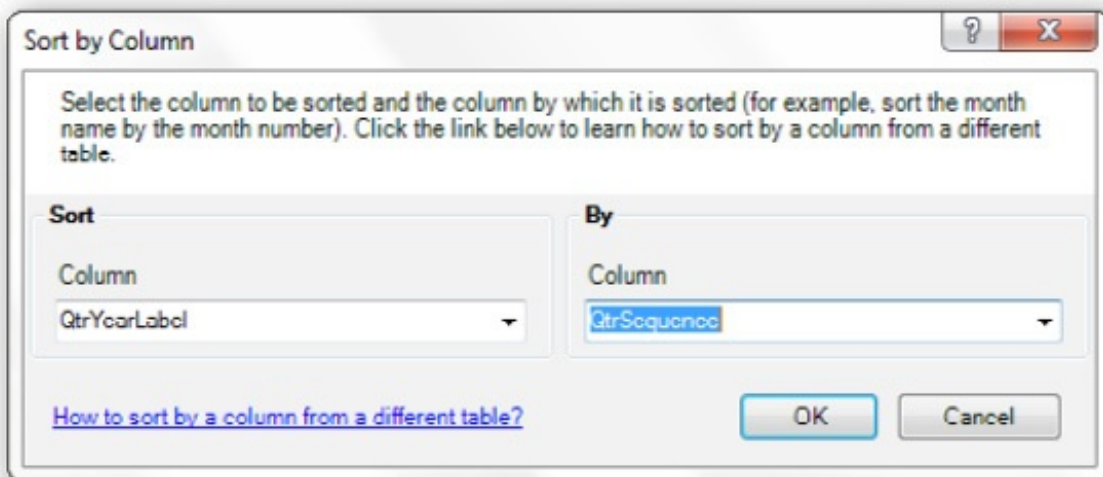 Sort by Column
Select the column to be sorted and the column by which it is sorted (for example, sort the month
name by the month number). Click the link below to learn how to sort by a column from a different
table.
Sort
By
Column
Column
QtrYearLabel
QtrSequence
How to sort by a column from a different table?
OK
Cancel